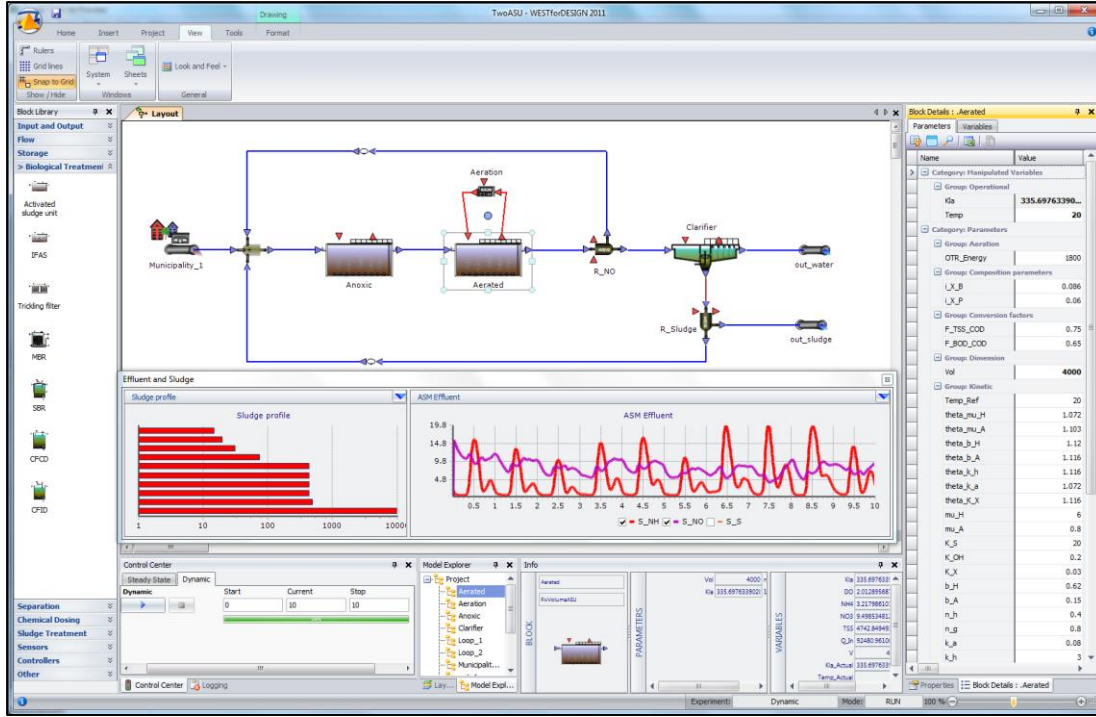 TwoASU - WESTforDESIGN 2011
Drawing
Home Insert Project View Tools Format
Rulers
Grid lines
Snap to Grid
Show / Hide
System
Sheets
Windows
Look and Feel
General
Block Library
Input and Output
Flow
Storage
> Biological Treatment
Activated
sludge unit
IFAS
Trickling filter
MBR
SBR
CFCD
CFID
Separation
Chemical Dosing
Sludge Treatment
Sensors
Controllers
Other
Layout
Municipality_1
Anoxic
Aeration
Aerated
R_NO
Clarifier
out_water
R_Sludge
out_sludge
Effluent and Sludge
Sludge profile
Sludge profile
1 10 100 1000 10000
ASM Effluent
ASM Effluent
19.8
14.8
9.8
4.8
0.5 1 1.5 2 2.5 3 3.5 4 4.5 5 5.5 6 6.5 7 7.5 8 8.5 9 9.5 10
S_NH S_NO S_S
Control Center
Steady State Dynamic
Dynamic Start Current Stop
0 10 10
Control Center Logging
Model Explorer
Project
Aerated
Aeration
Anoxic
Clarifier
Loop_1
Loop_2
Municipalit...
Lay... Model Expl...
Info
BLOCK
Aerated
PARAMETERS
Vol 4000
Kla
VARIABLES
Kla
DO
NH4
NO3
TSS
Q_In
V 4
Kla_Actual
Temp_Actual
Block Details : .Aerated
Parameters Variables
Name Value
Category: Manipulated Variables
Group: Operational
Kla 335.69763390...
Temp 20
Category: Parameters
Group: Aeration
OTR_Energy 1800
Group: Composition parameters
i_X_B 0.086
i_X_P 0.06
Group: Conversion factors
F_TSS_COD 0.75
F_BOD_COD 0.65
Group: Dimension
Vol 4000
Group: Kinetic
Temp_Ref 20
theta_mu_H 1.072
theta_mu_A 1.103
theta_b_H 1.12
theta_b_A 1.116
theta_k_h 1.116
theta_k_a 1.072
theta_K_X 1.116
mu_H 6
mu_A 0.8
K_S 20
K_OH 0.2
K_X 0.03
b_H 0.62
b_A 0.15
n_h 0.4
n_g 0.8
k_a 0.08
k_h 3
Properties Block Details : .Aerated
Experiment: Dynamic Mode: RUN 100 %